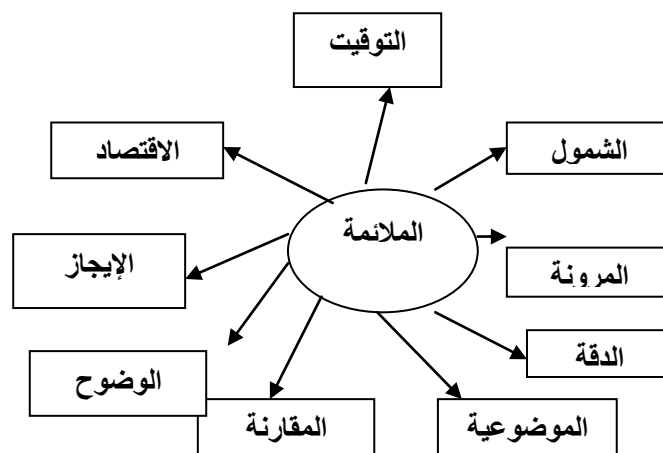 التوقيت
الشمول
الاقتصاد
الملائمة
المرونة
الإيجاز
الدقة
الوضوح
الموضوعية
المقارنة